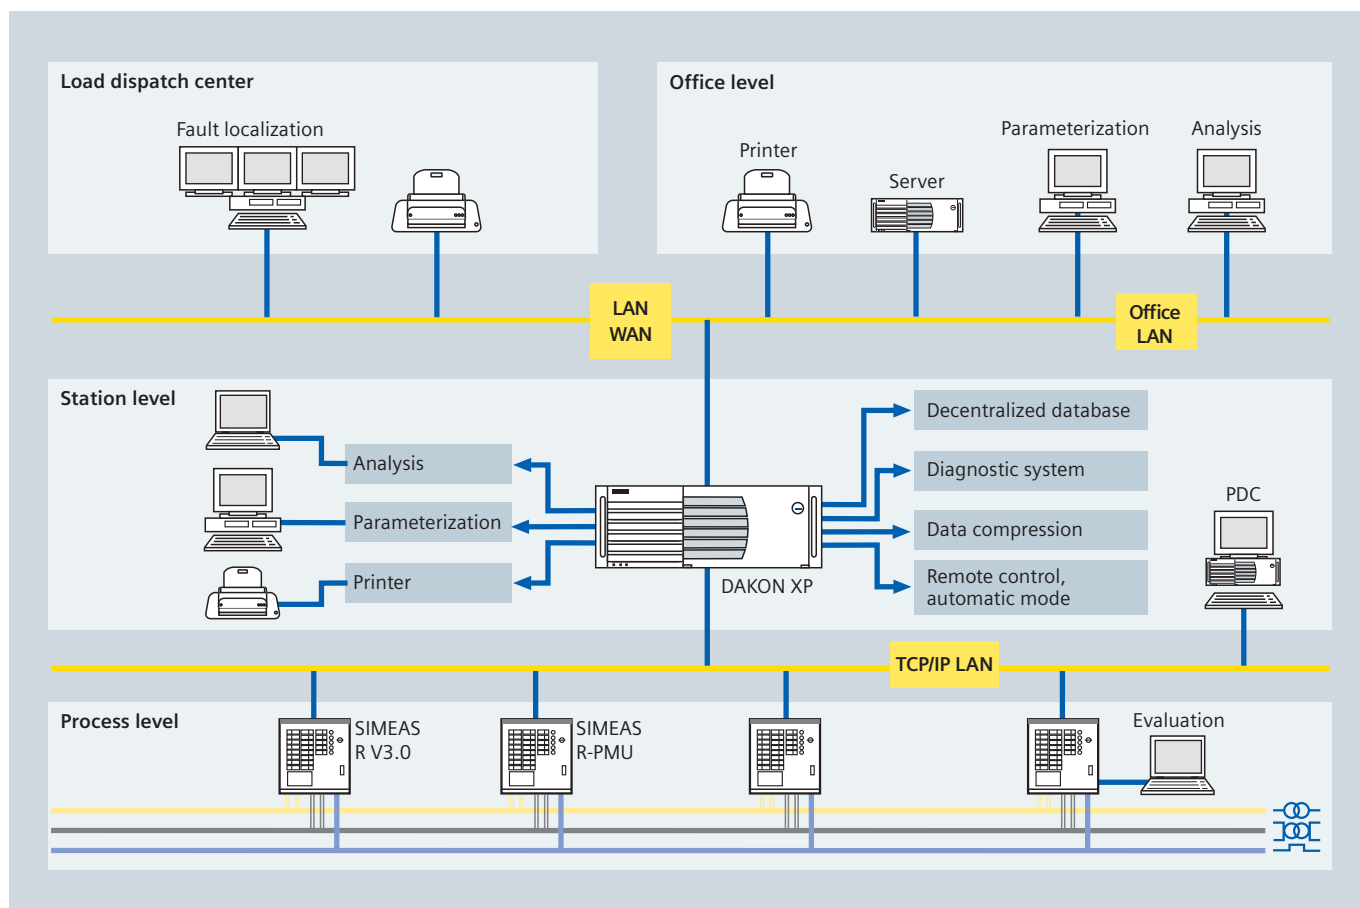 Load dispatch center
Fault localization
Office level
Printer
Server
Parameterization
Analysis
LAN
WAN
Office
LAN
Station level
Analysis
Parameterization
Printer
DAKON XP
Decentralized database
Diagnostic system
Data compression
Remote control,
automatic mode
PDC
TCP/IP LAN
Process level
SIMEAS
R V3.0
SIMEAS
R-PMU
Evaluation